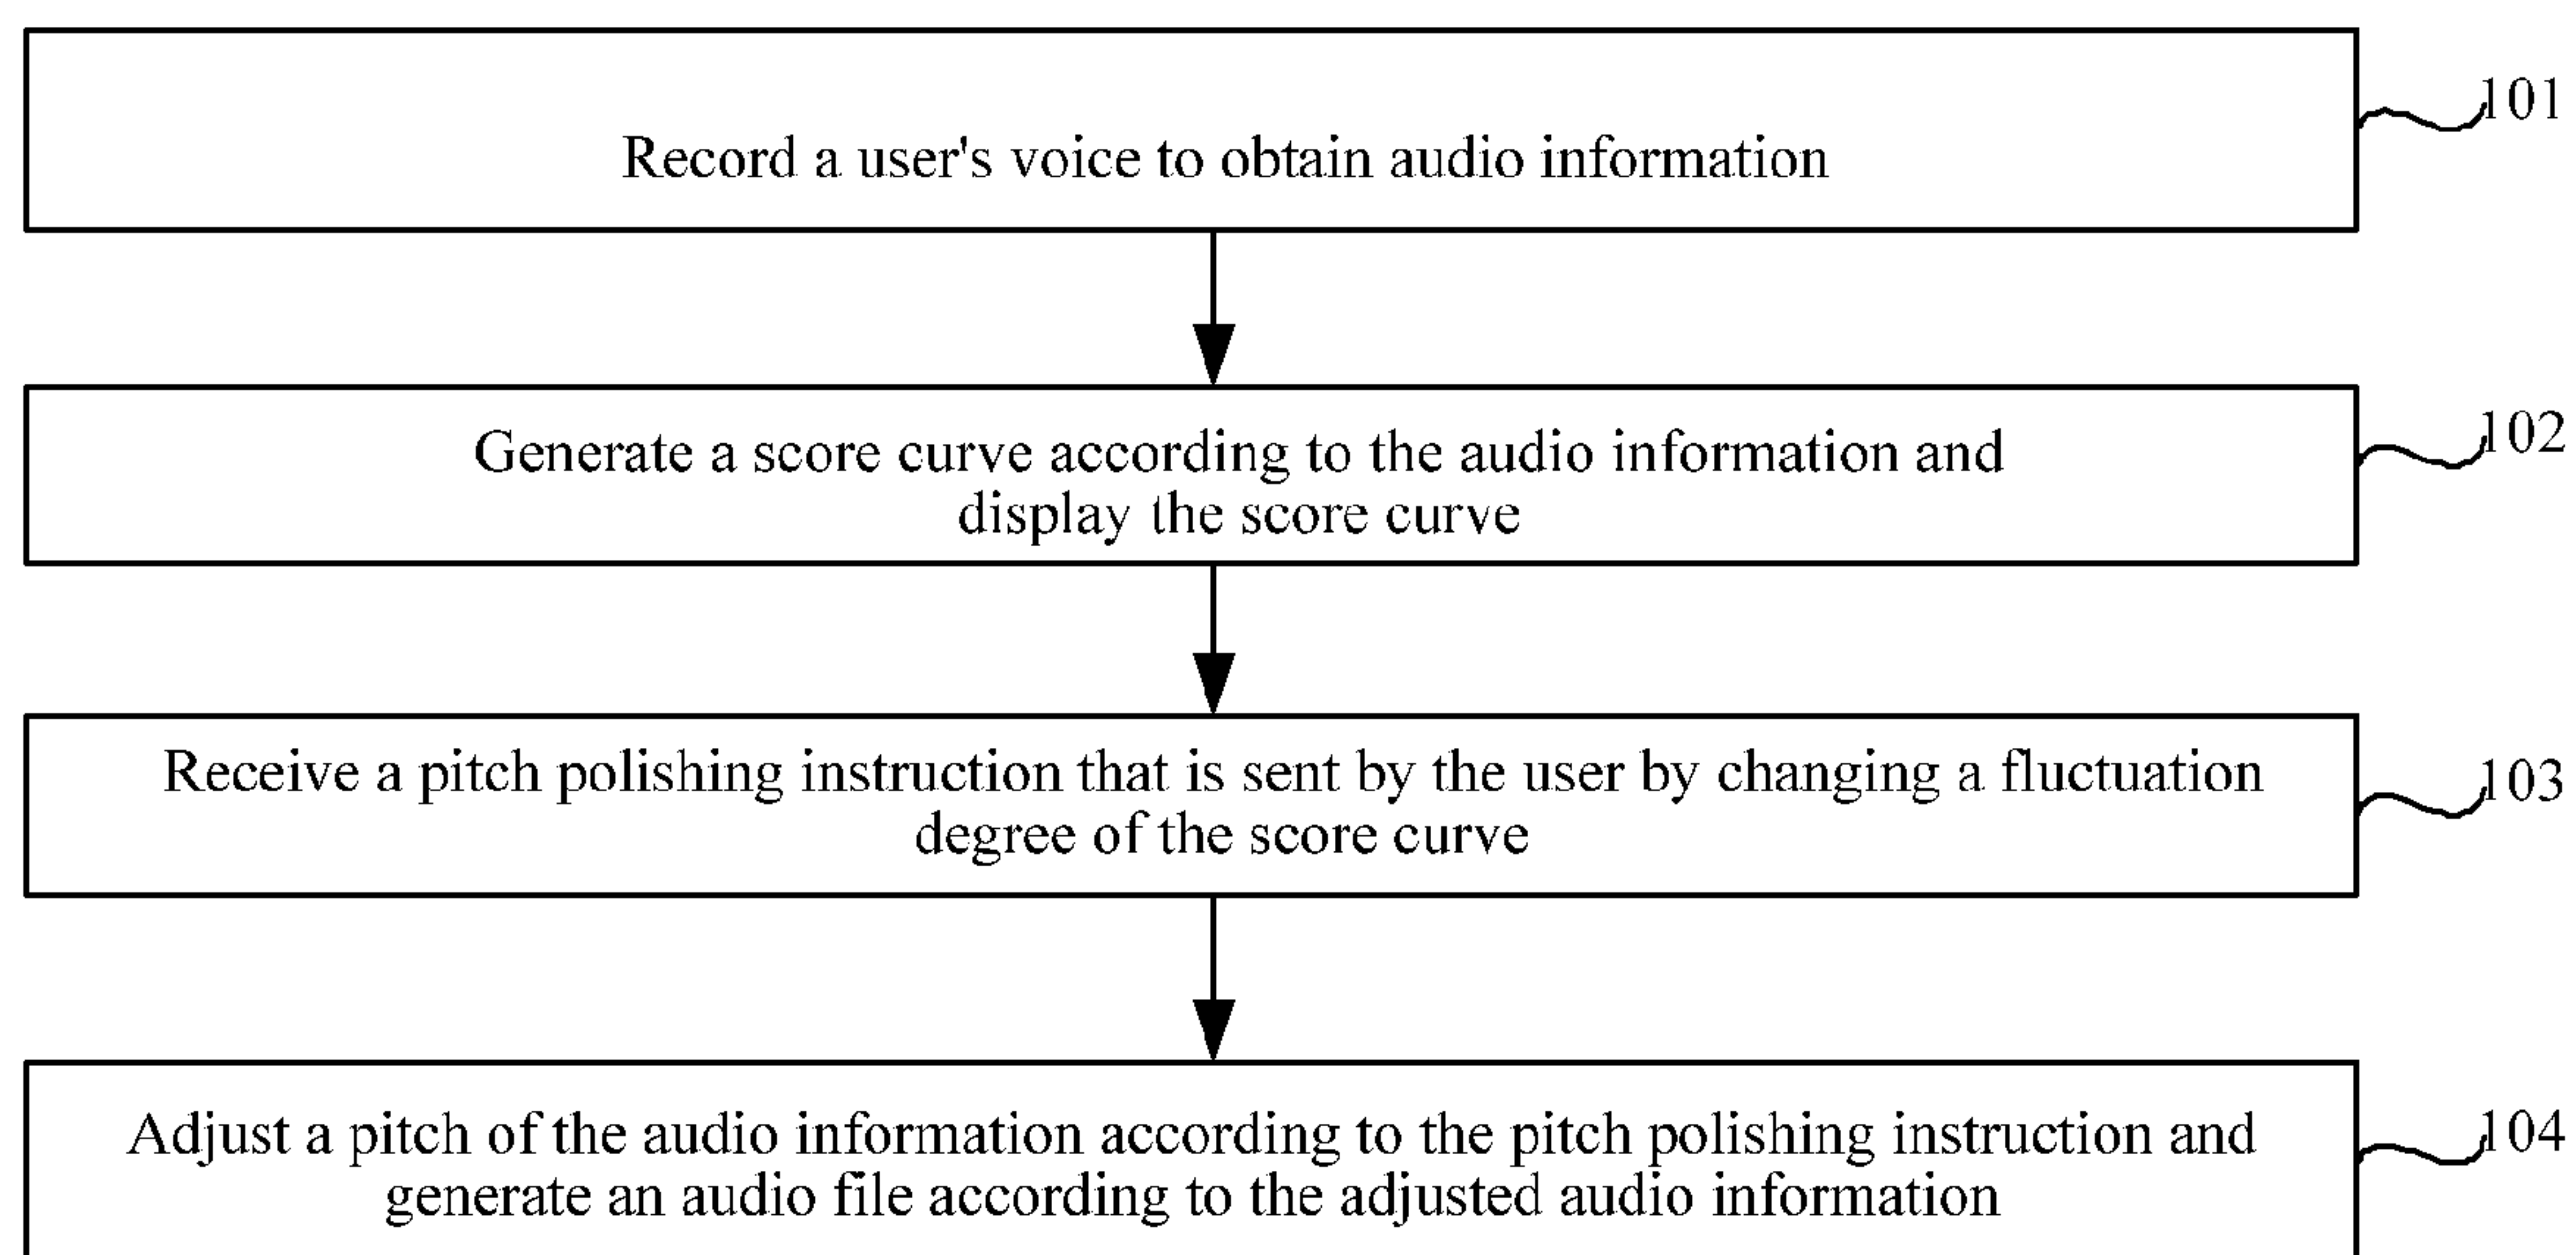 Record a user's voice to obtain audio information
101
Generate a score curve according to the audio information and
display the score curve
102
Receive a pitch polishing instruction that is sent by the user by changing a fluctuation
degree of the score curve
103
Adjust a pitch of the audio information according to the pitch polishing instruction and
generate an audio file according to the adjusted audio information
104